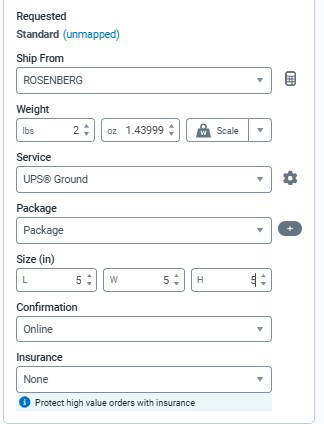 Requested
Standard (unmapped)
Ship From
ROSENBERG
Weight
lbs 2 oz 1.43999 Scale
Service
UPS® Ground
Package
Package
Size (in)
L 5 W 5 H 5
Confirmation
Online
Insurance
None
Protect high value orders with insurance